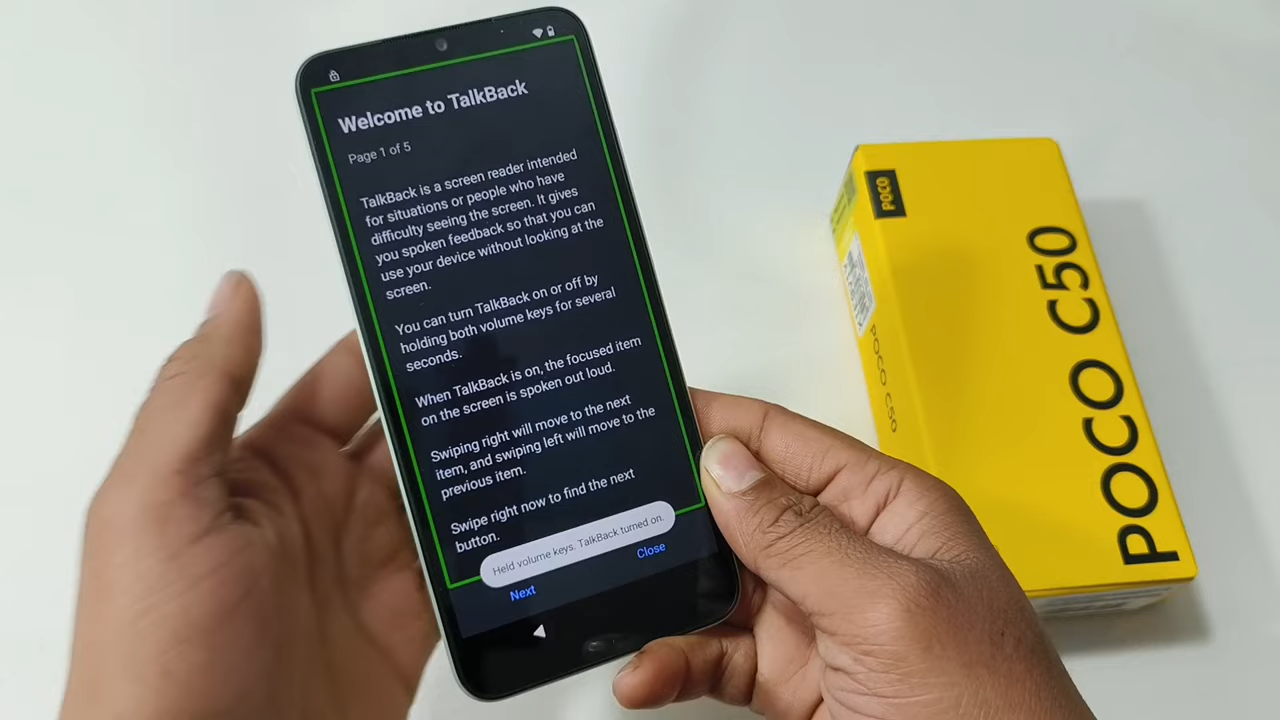 Welcome to TalkBack
Page 1 of 5
TalkBack is a screen reader intended
for situations or people who have
difficulty seeing the screen. It gives
you spoken feedback so that you can
use your device without looking at the
screen.
You can turn TalkBack on or off by
holding both volume keys for several
seconds.
When TalkBack is on, the focused item
on the screen is spoken out loud.
Swiping right will move to the next
item, and swiping left will move to the
previous item.
Swipe right now to find the next
button.
Held volume keys. TalkBack turned on.
Close
Next
POCO
POCO C50
POCO C50